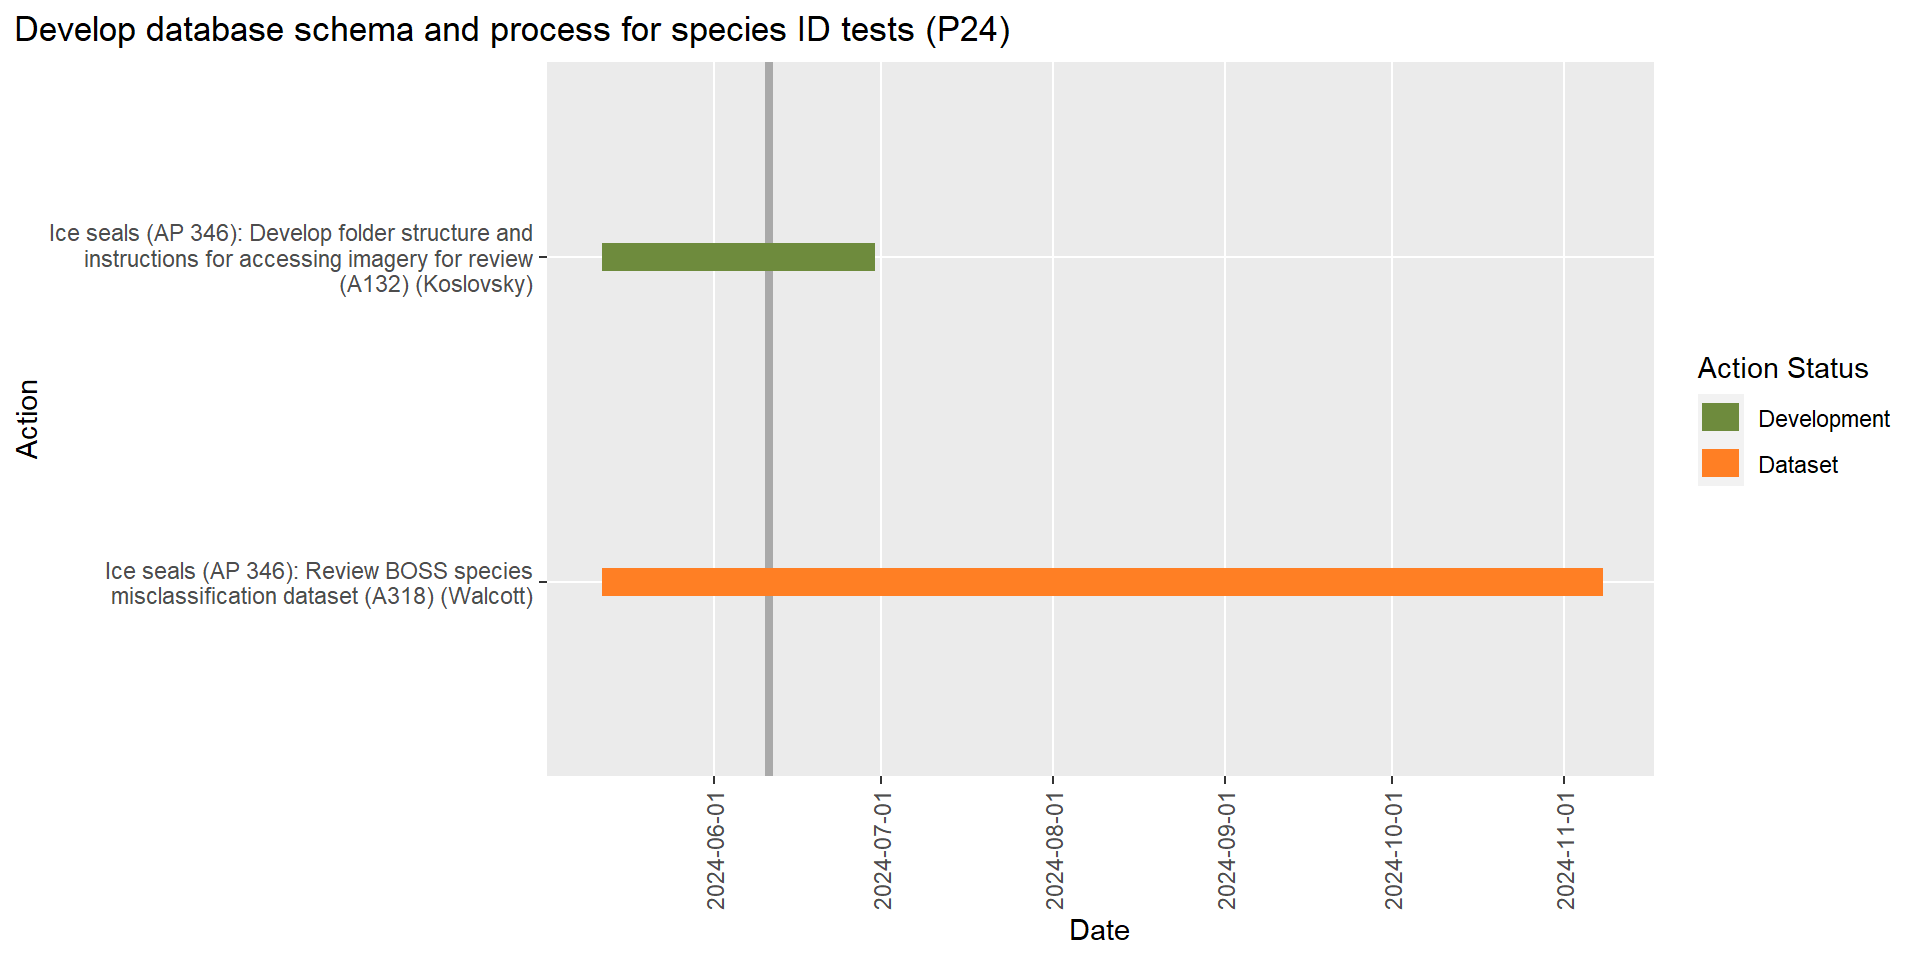 Develop database schema and process for species ID tests (P24)
Ice seals (AP 346): Develop folder structure and
instructions for accessing imagery for review
(A132) (Koslovsky)
Action
Ice seals (AP 346): Review BOSS species
misclassification dataset (A318) (Walcott)
2024-06-01
2024-07-01
2024-08-01
2024-09-01
2024-10-01
2024-11-01
Date
Action Status
Development
Dataset